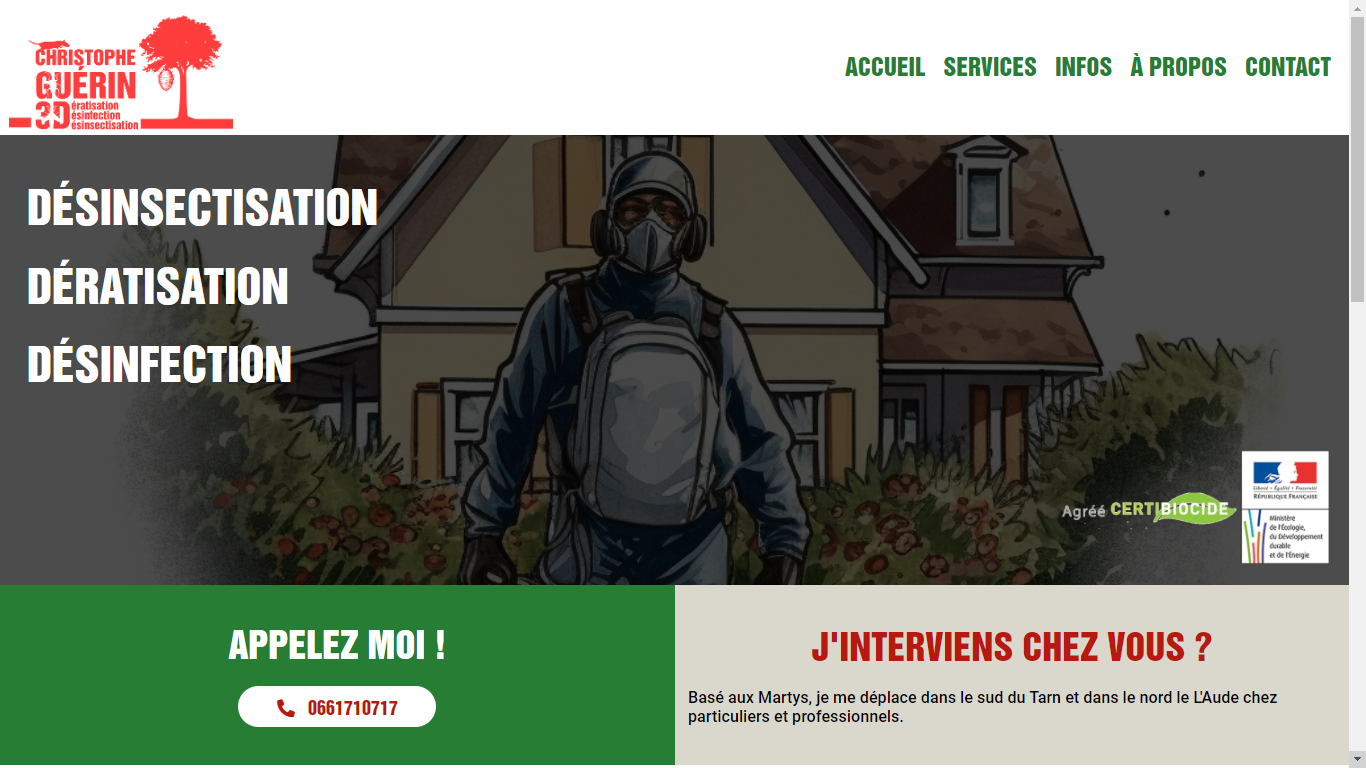 CHRISTOPHE
GUÉRIN
3D ératisation
ésinfection
ésinsectisation
ACCUEIL SERVICES INFOS À PROPOS CONTACT
DÉSINSECTISATION
DÉRATISATION
DÉSINFECTION
Agréé CERTIBIOCIDE
Liberté • Égalité • Fraternité
RÉPUBLIQUE FRANÇAISE
Ministère
de l'Écologie,
du Développement
durable
et de l'Énergie
APPELEZ MOI !
0661710717
J'INTERVIENS CHEZ VOUS ?
Basé aux Martys, je me déplace dans le sud du Tarn et dans le nord le L'Aude chez
particuliers et professionnels.